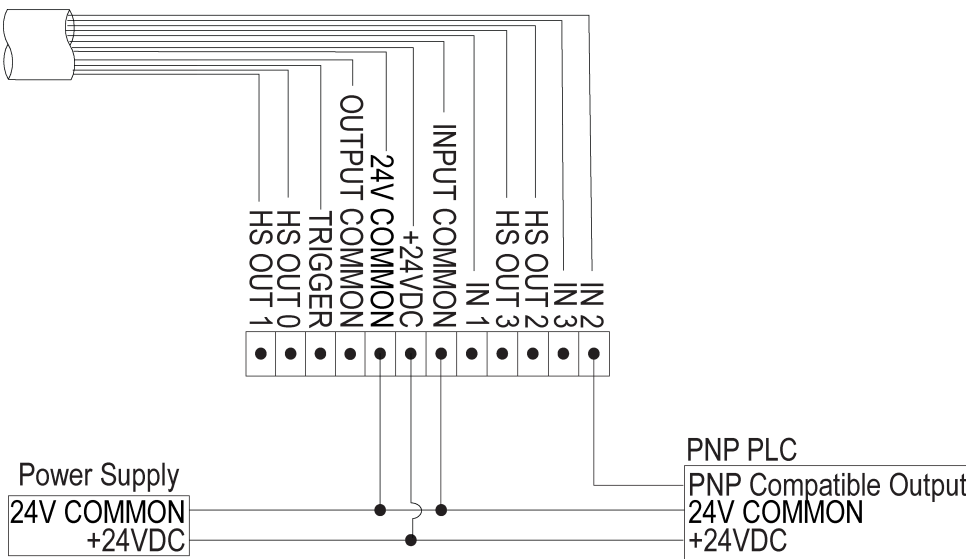 HS OUT 1
HS OUT 0
TRIGGER
OUTPUT COMMON
24V COMMON
+24VDC
INPUT COMMON
IN 1
HS OUT 3
HS OUT 2
IN 3
IN 2
Power Supply
24V COMMON
+24VDC
PNP PLC
PNP Compatible Output
24V COMMON
+24VDC